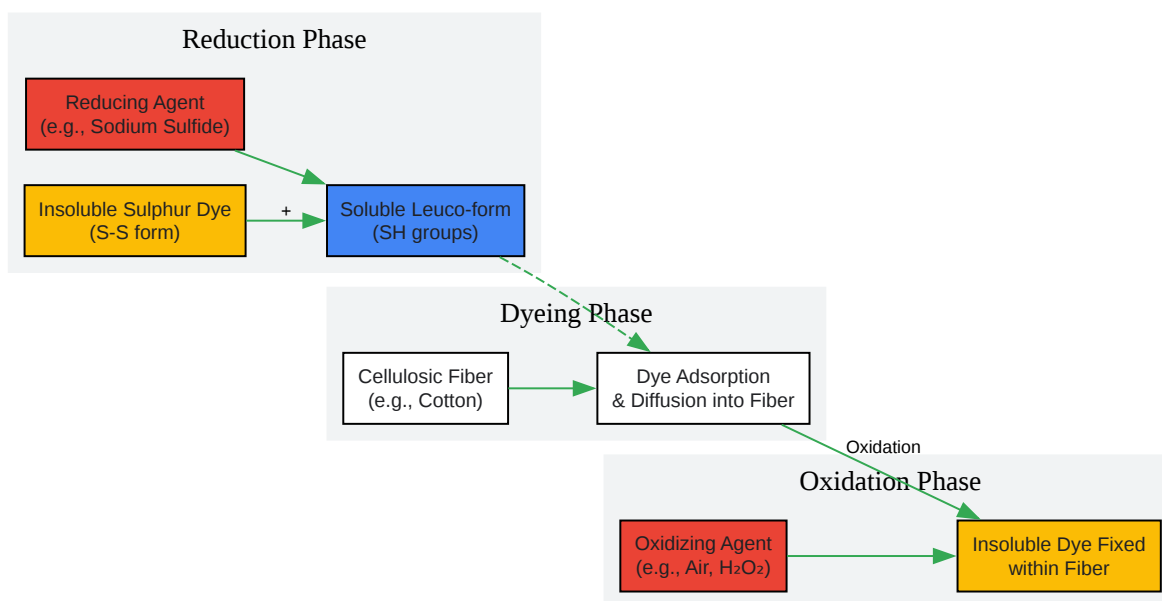 Reduction Phase
Reducing Agent
(e.g., Sodium Sulfide)
Insoluble Sulphur Dye
(S-S form)
+
Soluble Leuco-form
(SH groups)
Dyeing Phase
Cellulosic Fiber
(e.g., Cotton)
Dye Adsorption
& Diffusion into Fiber
Oxidation
Oxidation Phase
Oxidizing Agent
(e.g., Air, H₂O₂)
Insoluble Dye Fixed
within Fiber